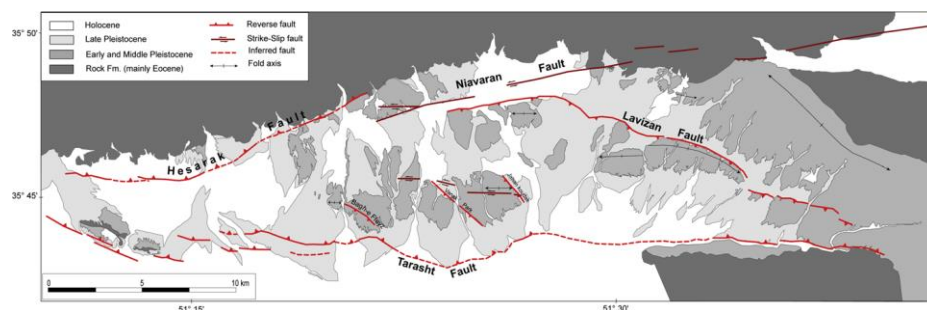 35° 50'
Holocene
Late Pleistocene
Early and Middle Pleistocene
Rock Fm. (mainly Eocene)
Reverse fault
Strike-Slip fault
Inferred fault
Fold axis
Niavaran Fault
Hesarak Fault
Lavizan Fault
35° 45'
Tarasht Fault
0 5 10 km
51° 15'
51° 30'